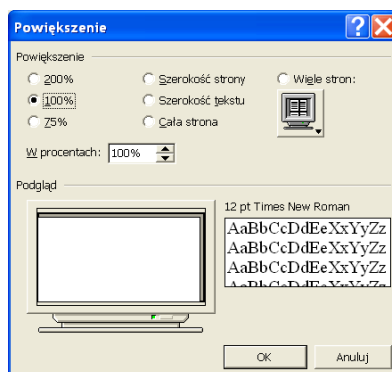 Powiększenie
Powiększenie
200% Szerokość strony Wiele stron:
100% Szerokość tekstu
75% Cała strona
W procentach: 100%
Podgląd
12 pt Times New Roman
AaBbCcDdEeXxYyZz
AaBbCcDdEeXxYyZz
AaBbCcDdEeXxYyZz
AaBbCcDdEeXxYyZz
OK Anuluj